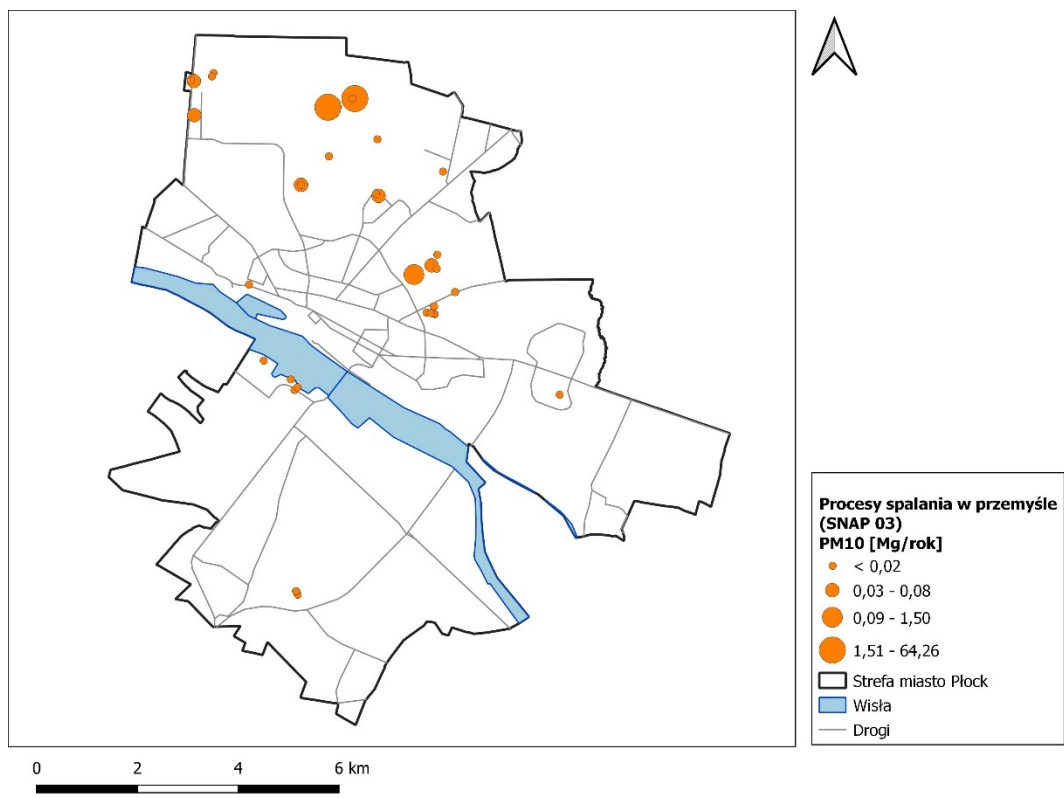 Procesy spalania w przemyśle
(SNAP 03)
PM10 [Mg/rok]
< 0,02
0,03 - 0,08
0,09 - 1,50
1,51 - 64,26
Strefa miasto Płock
Wisła
Drogi
0 2 4 6 km